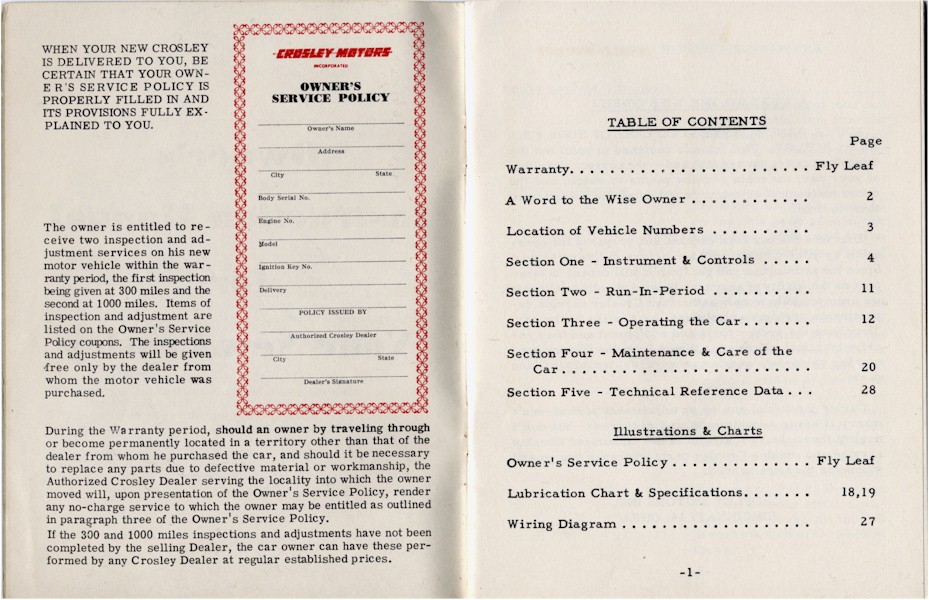 WHEN YOUR NEW CROSLEY
IS DELIVERED TO YOU, BE
CERTAIN THAT YOUR OWN-
ER'S SERVICE POLICY IS
PROPERLY FILLED IN AND
ITS PROVISIONS FULLY EX-
PLAINED TO YOU.
The owner is entitled to re-
ceive two inspection and ad-
justment services on his new
motor vehicle within the war-
ranty period, the first inspection
being given at 300 miles and the
second at 1000 miles. Items of
inspection and adjustment are
listed on the Owner's Service
Policy coupons. The inspections
and adjustments will be given
free only by the dealer from
whom the motor vehicle was
purchased.
CROSLEY MOTORS
INCORPORATED
OWNER'S
SERVICE POLICY
Owner's Name
Address
City State
Body Serial No.
Engine No.
Model
Ignition Key No.
Delivery
POLICY ISSUED BY
Authorized Crosley Dealer
City State
Dealer's Signature
During the Warranty period, should an owner by traveling through
or become permanently located in a territory other than that of the
dealer from whom he purchased the car, and should it be necessary
to replace any parts due to defective material or workmanship, the
Authorized Crosley Dealer serving the locality into which the owner
moved will, upon presentation of the Owner's Service Policy, render
any no-charge service to which the owner may be entitled as outlined
in paragraph three of the Owner's Service Policy.
If the 300 and 1000 miles inspections and adjustments have not been
completed by the selling Dealer, the car owner can have these per-
formed by any Crosley Dealer at regular established prices.
TABLE OF CONTENTS
Page
Warranty. . . . . . . . . . . . . . . . . . . . . . . . . Fly Leaf
A Word to the Wise Owner . . . . . . . . . . . . 2
Location of Vehicle Numbers . . . . . . . . . . 3
Section One - Instrument & Controls . . . . . 4
Section Two - Run-In-Period . . . . . . . . . . 11
Section Three - Operating the Car . . . . . . . 12
Section Four - Maintenance & Care of the
Car . . . . . . . . . . . . . . . . . . . . . . . . . . 20
Section Five - Technical Reference Data . . . 28
Illustrations & Charts
Owner's Service Policy . . . . . . . . . . . . . . Fly Leaf
Lubrication Chart & Specifications. . . . . . . 18,19
Wiring Diagram . . . . . . . . . . . . . . . . . . . 27
-1-